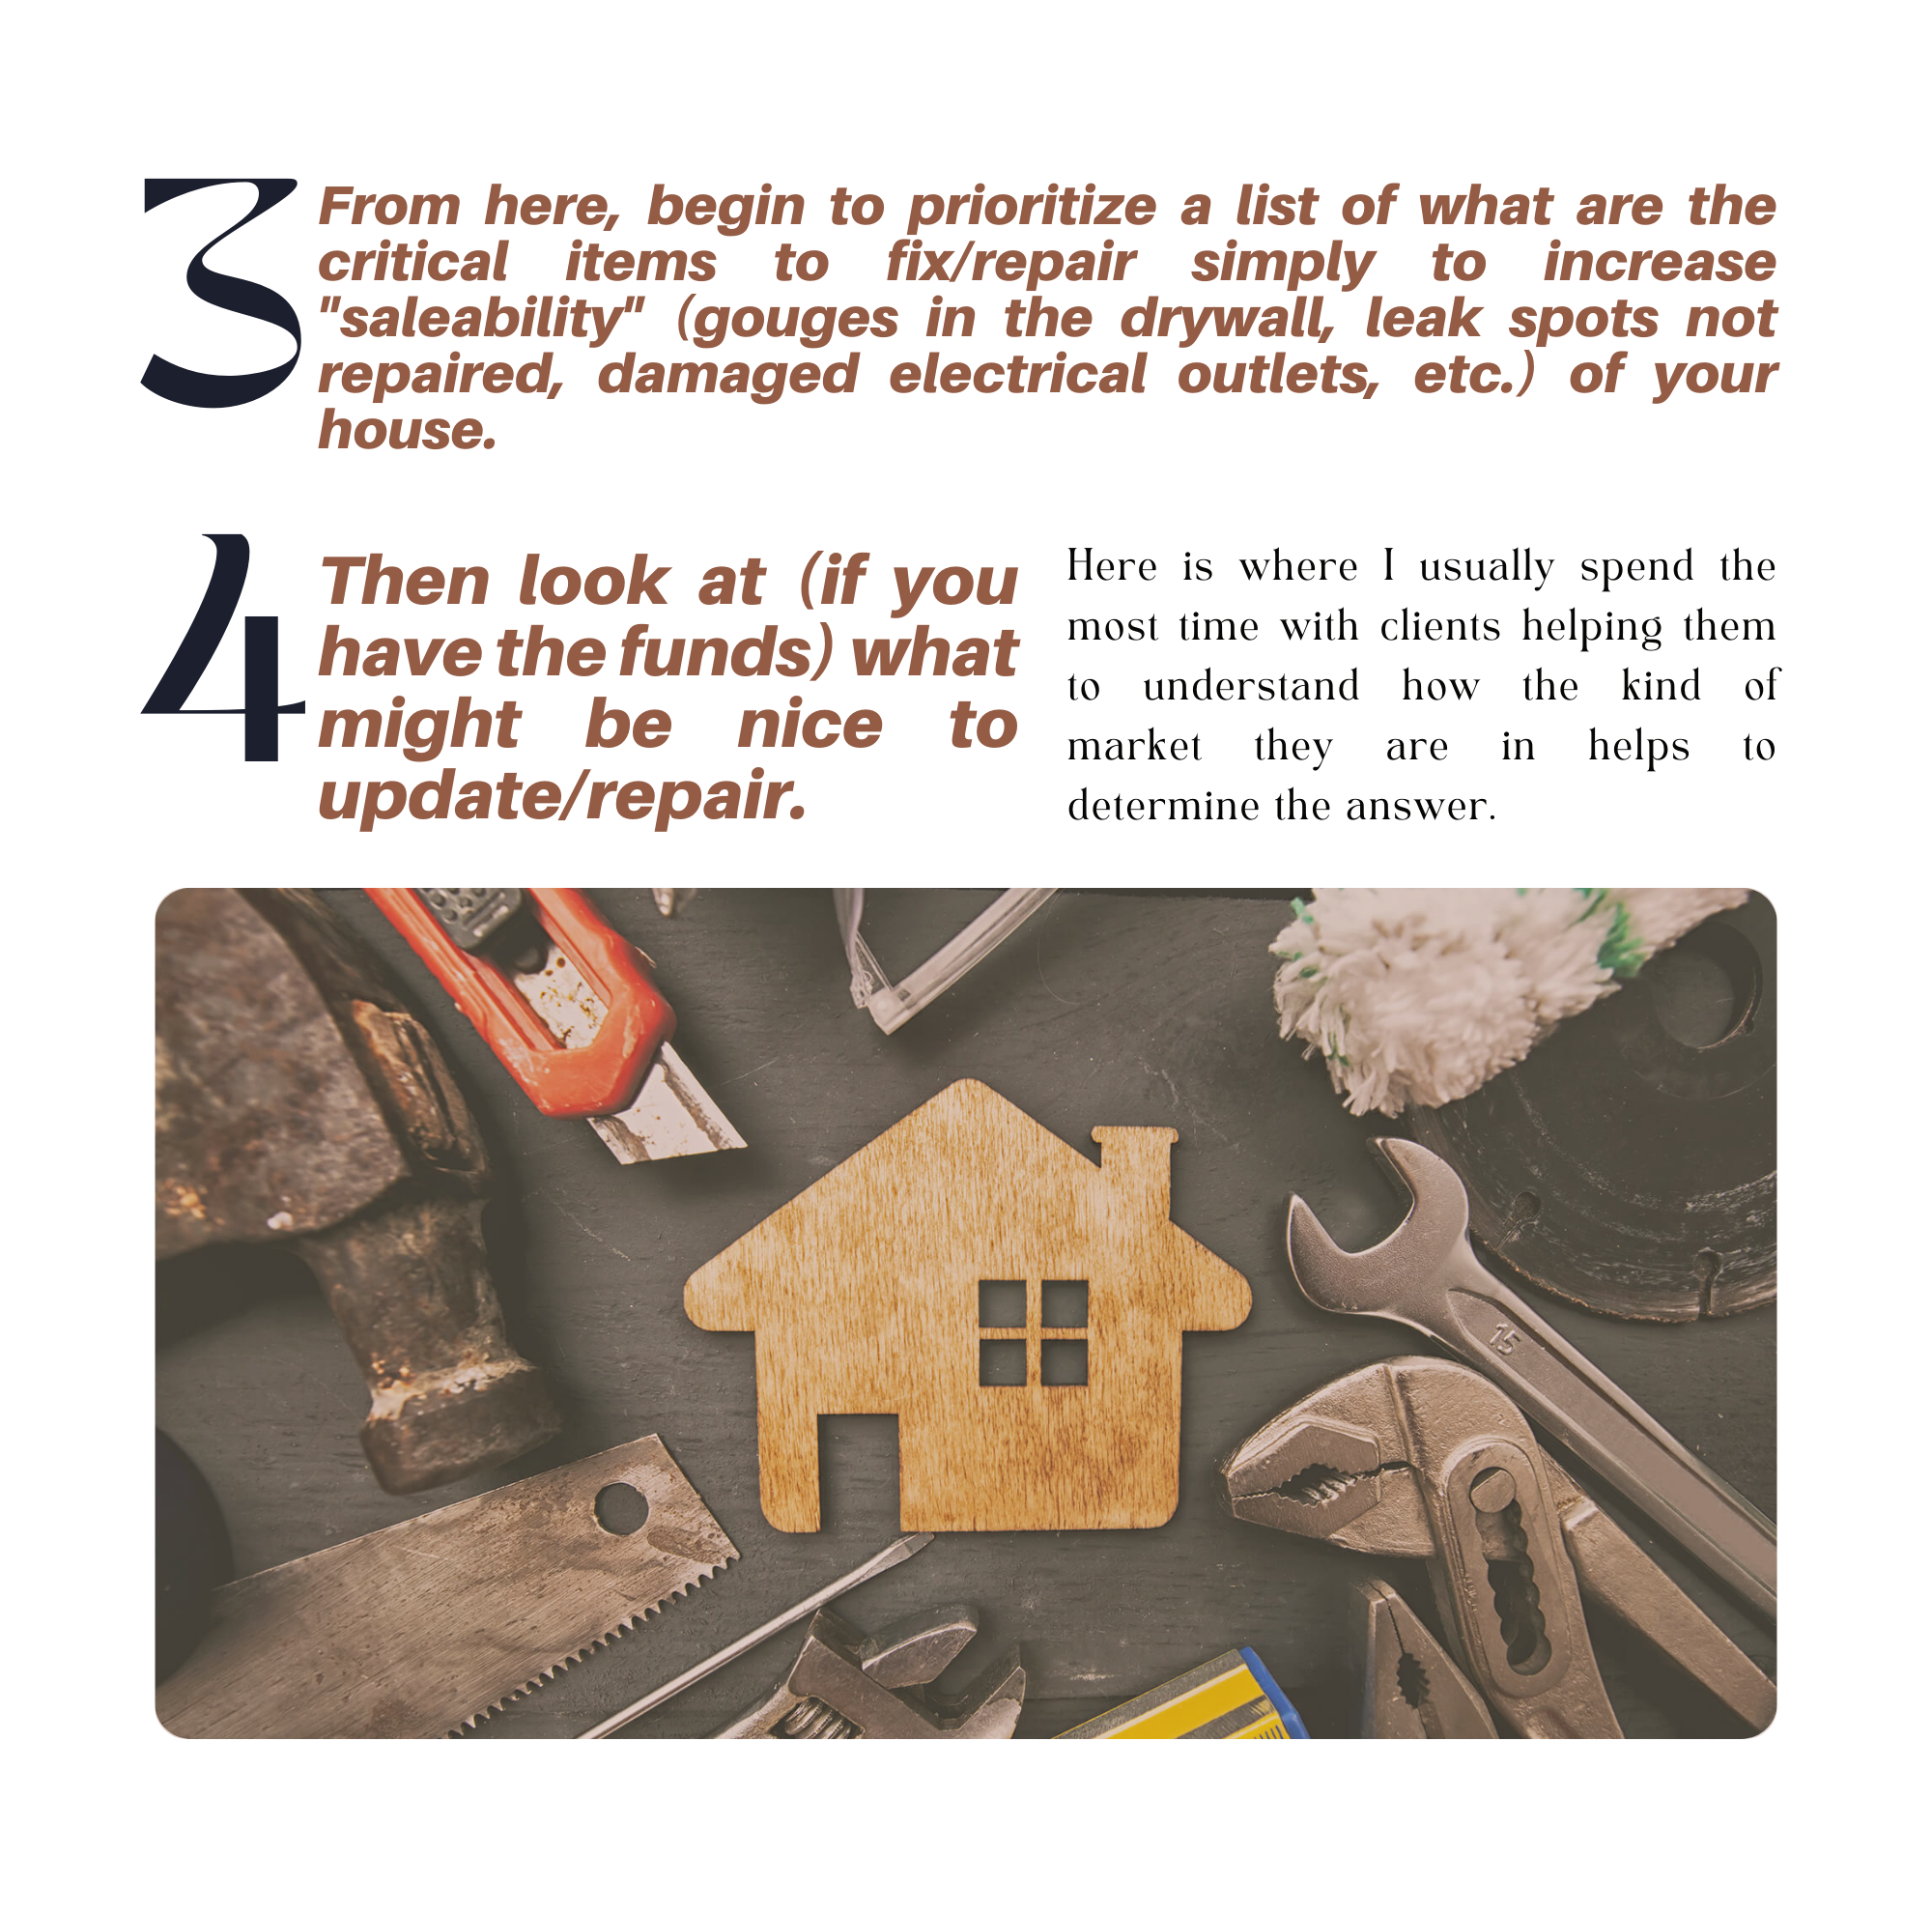 3
From here, begin to prioritize a list of what are the
critical items to fix/repair simply to increase
"saleability" (gouges in the drywall, leak spots not
repaired, damaged electrical outlets, etc.) of your
house.
4
Then look at (if you
have the funds) what
might be nice to
update/repair.
Here is where I usually spend the
most time with clients helping them
to understand how the kind of
market they are in helps to
determine the answer.
15